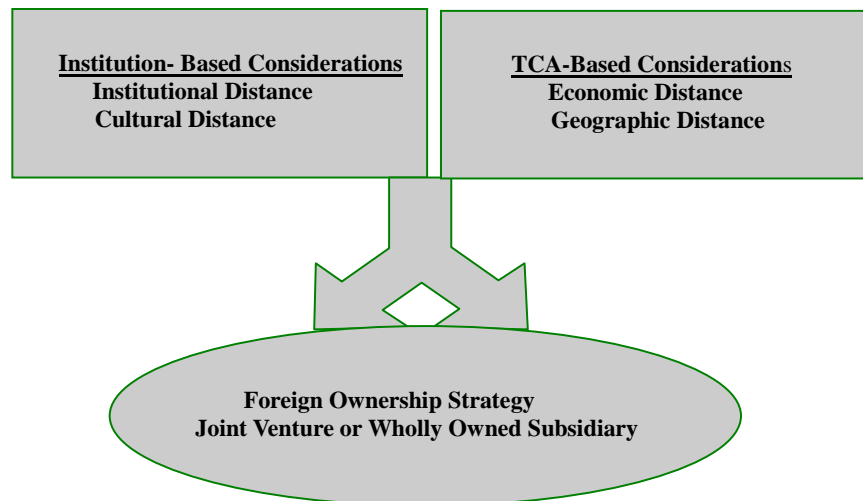 Institution- Based Considerations
Institutional Distance
Cultural Distance
TCA-Based Considerations
Economic Distance
Geographic Distance
Foreign Ownership Strategy
Joint Venture or Wholly Owned Subsidiary